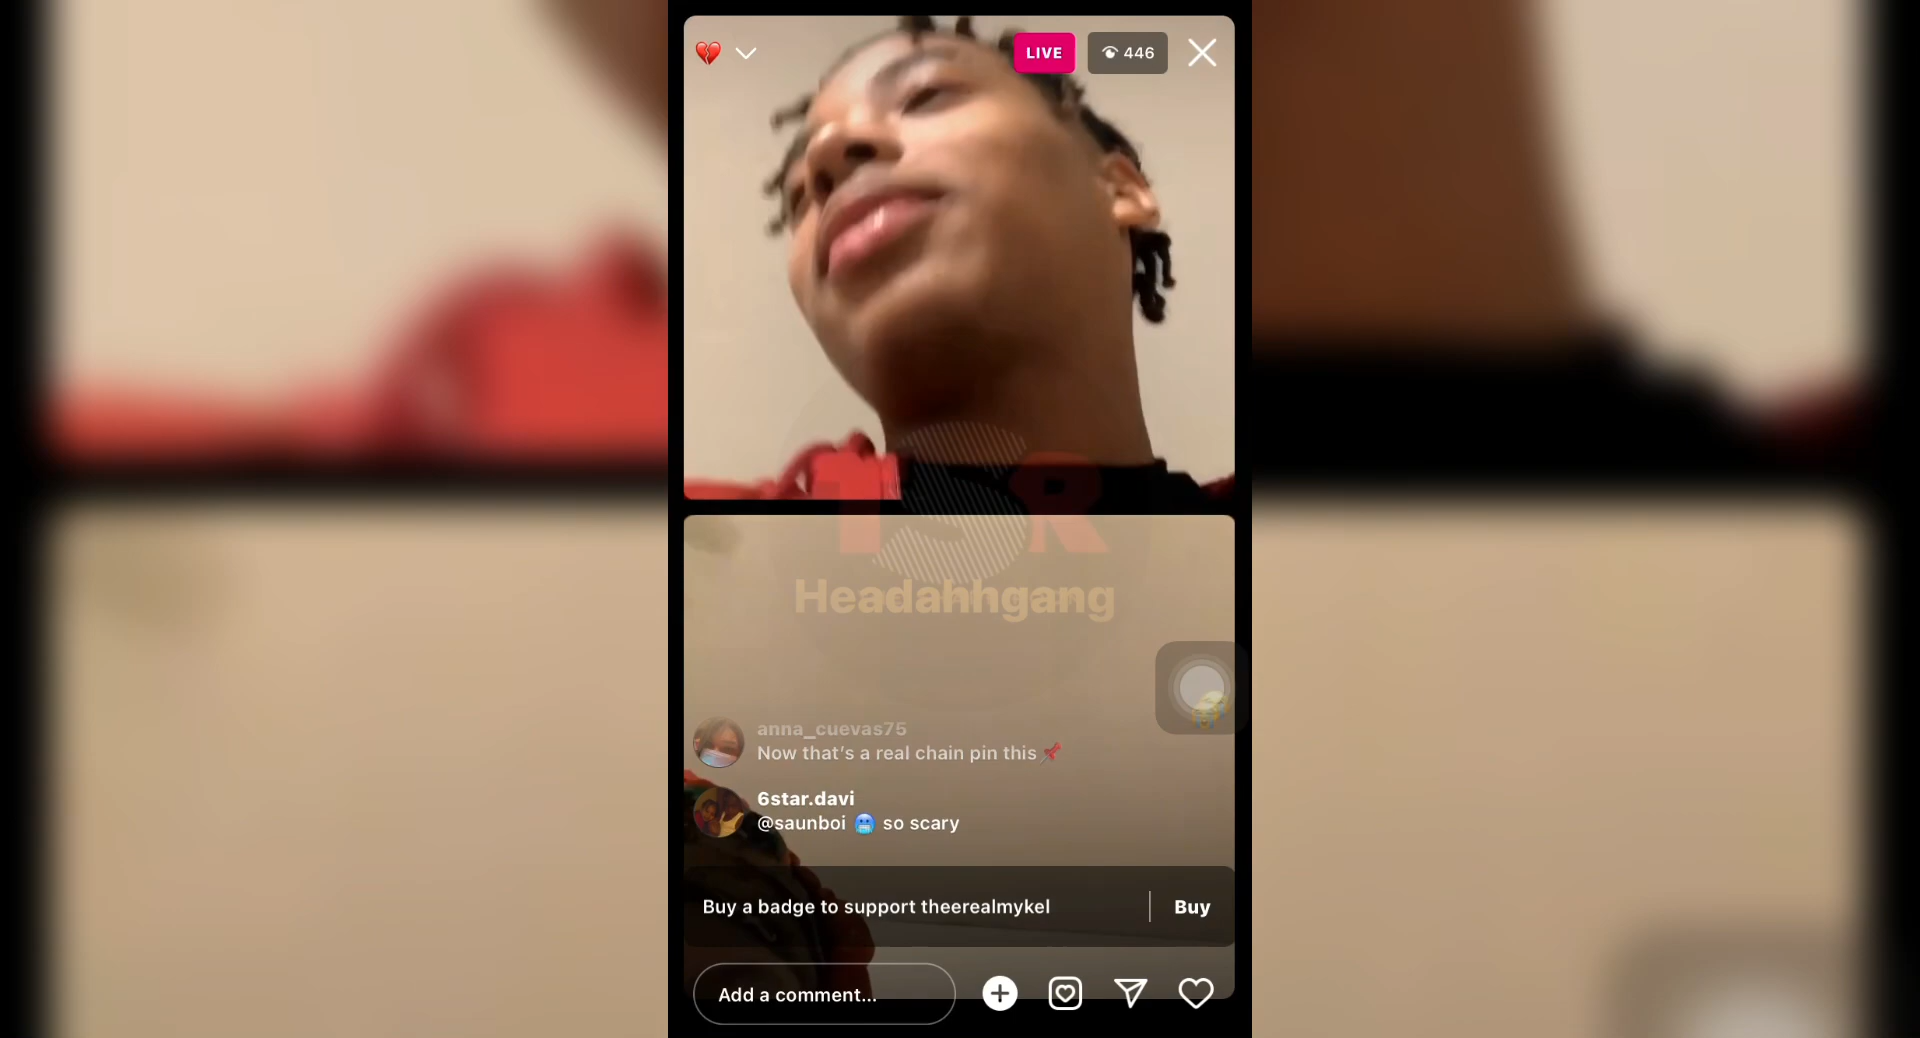 LIVE
446
TSR
Headahhgang
anna_cuevas75
Now that's a real chain pin this
6star.davi
@saunboi 🥶 so scary
Buy a badge to support theerealmykel
Buy
Add a comment...